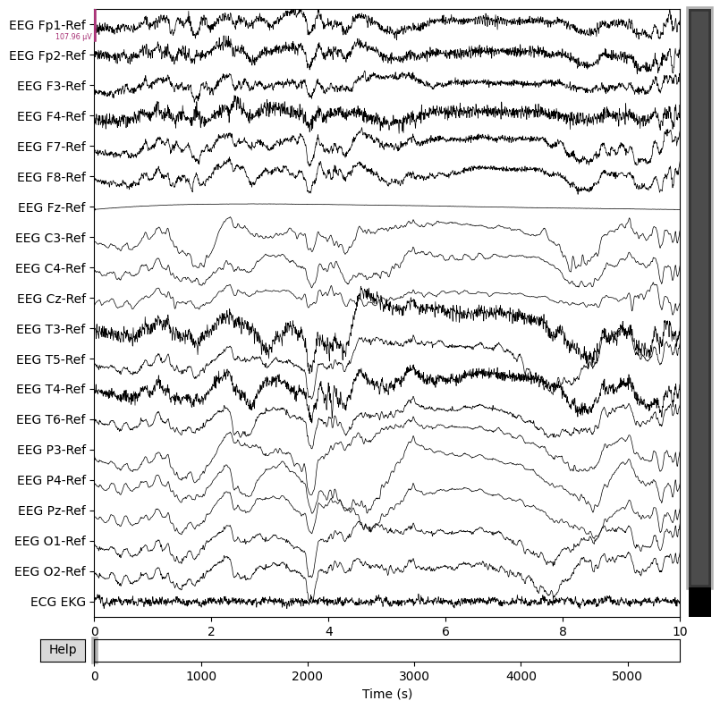 EEG Fp1-Ref
107.96 µV
EEG Fp2-Ref
EEG F3-Ref
EEG F4-Ref
EEG F7-Ref
EEG F8-Ref
EEG Fz-Ref
EEG C3-Ref
EEG C4-Ref
EEG Cz-Ref
EEG T3-Ref
EEG T5-Ref
EEG T4-Ref
EEG T6-Ref
EEG P3-Ref
EEG P4-Ref
EEG Pz-Ref
EEG O1-Ref
EEG O2-Ref
ECG EKG
0 2 4 6 8 10
Help
0 1000 2000 3000 4000 5000
Time (s)